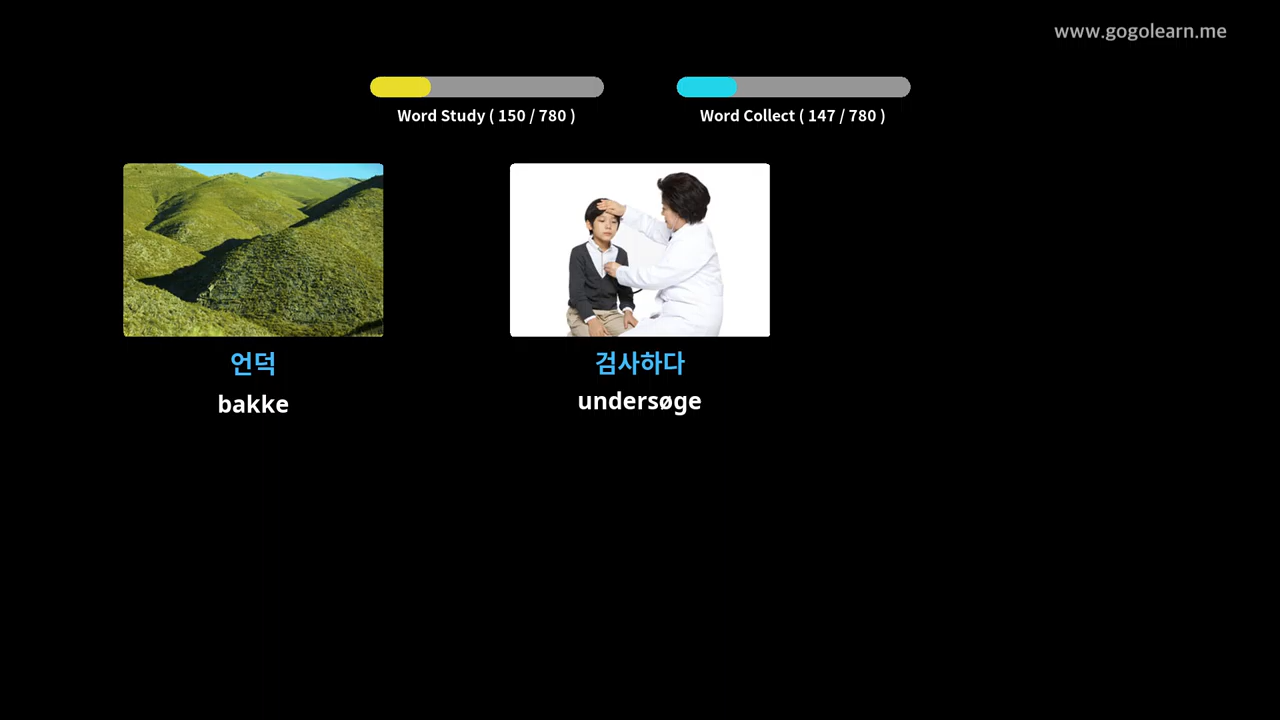 www.gogolearn.me
Word Study ( 150 / 780 )
Word Collect ( 147 / 780 )
언덕
bakke
검사하다
undersøge